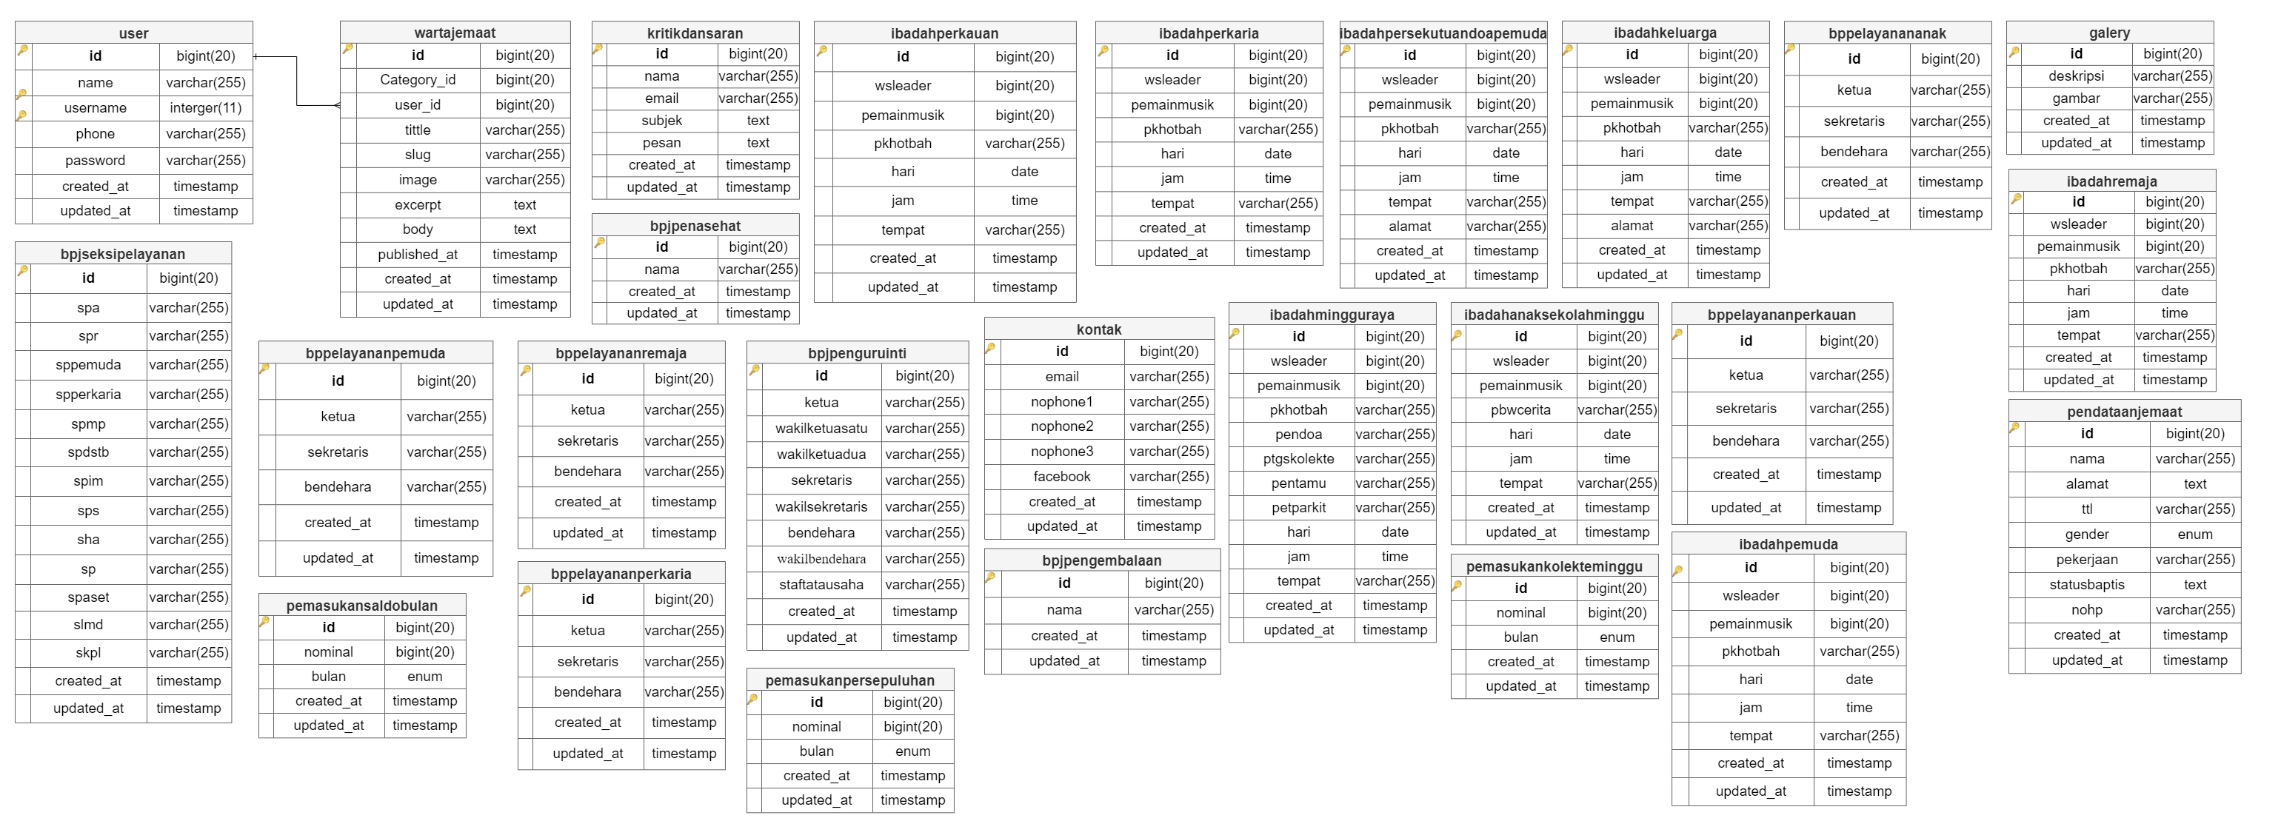 user
id bigint(20)
name varchar(255)
username interger(11)
phone varchar(255)
password varchar(255)
created_at timestamp
updated_at timestamp
wartajemaat
id bigint(20)
Category_id bigint(20)
user_id bigint(20)
tittle varchar(255)
slug varchar(255)
image varchar(255)
excerpt text
body text
published_at timestamp
created_at timestamp
updated_at timestamp
kritikdansaran
id bigint(20)
nama varchar(255)
email varchar(255)
subjek text
pesan text
created_at timestamp
updated_at timestamp
bpjpenasehat
id bigint(20)
nama varchar(255)
created_at timestamp
updated_at timestamp
ibadahperkauan
id bigint(20)
wsleader bigint(20)
pemainmusik bigint(20)
pkhotbah varchar(255)
hari date
jam time
tempat varchar(255)
created_at timestamp
updated_at timestamp
ibadahperkaria
id bigint(20)
wsleader bigint(20)
pemainmusik bigint(20)
pkhotbah varchar(255)
hari date
jam time
tempat varchar(255)
created_at timestamp
updated_at timestamp
ibadahpersekutuandoapemuda
id bigint(20)
wsleader bigint(20)
pemainmusik bigint(20)
pkhotbah varchar(255)
hari date
jam time
tempat varchar(255)
alamat varchar(255)
created_at timestamp
updated_at timestamp
ibadahkeluarga
id bigint(20)
wsleader bigint(20)
pemainmusik bigint(20)
pkhotbah varchar(255)
hari date
jam time
tempat varchar(255)
alamat varchar(255)
created_at timestamp
updated_at timestamp
bppelayananak
id bigint(20)
ketua varchar(255)
sekretaris varchar(255)
bendehara varchar(255)
created_at timestamp
updated_at timestamp
galery
id bigint(20)
deskripsi varchar(255)
gambar varchar(255)
created_at timestamp
updated_at timestamp
ibadahremaja
id bigint(20)
wsleader bigint(20)
pemainmusik bigint(20)
pkhotbah varchar(255)
hari date
jam time
tempat varchar(255)
created_at timestamp
updated_at timestamp
bpjseksipelayanan
id bigint(20)
spa varchar(255)
spr varchar(255)
sppemuda varchar(255)
spperkaria varchar(255)
spmp varchar(255)
spdstb varchar(255)
spim varchar(255)
sps varchar(255)
sha varchar(255)
sp varchar(255)
spaset varchar(255)
slmd varchar(255)
skpl varchar(255)
created_at timestamp
updated_at timestamp
bppelayananpemuda
id bigint(20)
ketua varchar(255)
sekretaris varchar(255)
bendehara varchar(255)
created_at timestamp
updated_at timestamp
pemasukansaldobulan
id bigint(20)
nominal bigint(20)
bulan enum
created_at timestamp
updated_at timestamp
bppelayananremaja
id bigint(20)
ketua varchar(255)
sekretaris varchar(255)
bendehara varchar(255)
created_at timestamp
updated_at timestamp
bppelayananperkaria
id bigint(20)
ketua varchar(255)
sekretaris varchar(255)
bendehara varchar(255)
created_at timestamp
updated_at timestamp
bpjpenguruinti
id bigint(20)
ketua varchar(255)
wakilketuasatu varchar(255)
wakilketuadua varchar(255)
sekretaris varchar(255)
wakilsekretaris varchar(255)
bendehara varchar(255)
wakilbendehara varchar(255)
staftatausaha varchar(255)
created_at timestamp
updated_at timestamp
pemasukanpersepuluhan
id bigint(20)
nominal bigint(20)
bulan enum
created_at timestamp
updated_at timestamp
kontak
id bigint(20)
email varchar(255)
nophone1 varchar(255)
nophone2 varchar(255)
nophone3 varchar(255)
facebook varchar(255)
created_at timestamp
updated_at timestamp
bpjpengembalaan
id bigint(20)
nama varchar(255)
created_at timestamp
updated_at timestamp
ibadahmingguraya
id bigint(20)
wsleader bigint(20)
pemainmusik bigint(20)
pkhotbah varchar(255)
pendoa varchar(255)
ptgskolekte varchar(255)
pentamu varchar(255)
petparkit varchar(255)
hari date
jam time
tempat varchar(255)
created_at timestamp
updated_at timestamp
ibadahanaksekolahminggu
id bigint(20)
wsleader bigint(20)
pemainmusik bigint(20)
pbwcerita varchar(255)
hari date
jam time
tempat varchar(255)
created_at timestamp
updated_at timestamp
pemasukankolekteminggu
id bigint(20)
nominal bigint(20)
bulan enum
created_at timestamp
updated_at timestamp
bppelayananperkauan
id bigint(20)
ketua varchar(255)
sekretaris varchar(255)
bendehara varchar(255)
created_at timestamp
updated_at timestamp
ibadahpemuda
id bigint(20)
wsleader bigint(20)
pemainmusik bigint(20)
pkhotbah varchar(255)
hari date
jam time
tempat varchar(255)
created_at timestamp
updated_at timestamp
pendataanjemaat
id bigint(20)
nama varchar(255)
alamat text
ttl varchar(255)
gender enum
pekerjaan varchar(255)
statusbaptis text
nohp varchar(255)
created_at timestamp
updated_at timestamp